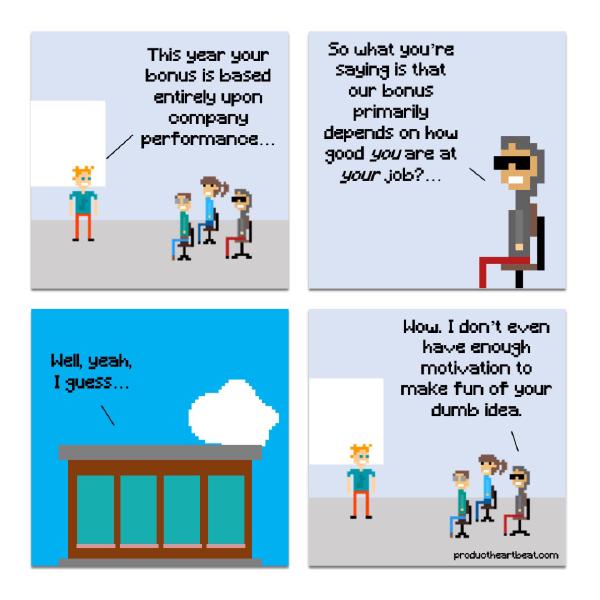 This year your
bonus is based
entirely upon
company
performance...
So what you're
saying is that
our bonus
primarily
depends on how
good you are at
your job?...
Well, yeah,
I guess...
Wow. I don't even
have enough
motivation to
make fun of your
dumb idea.
productheartbeat.com